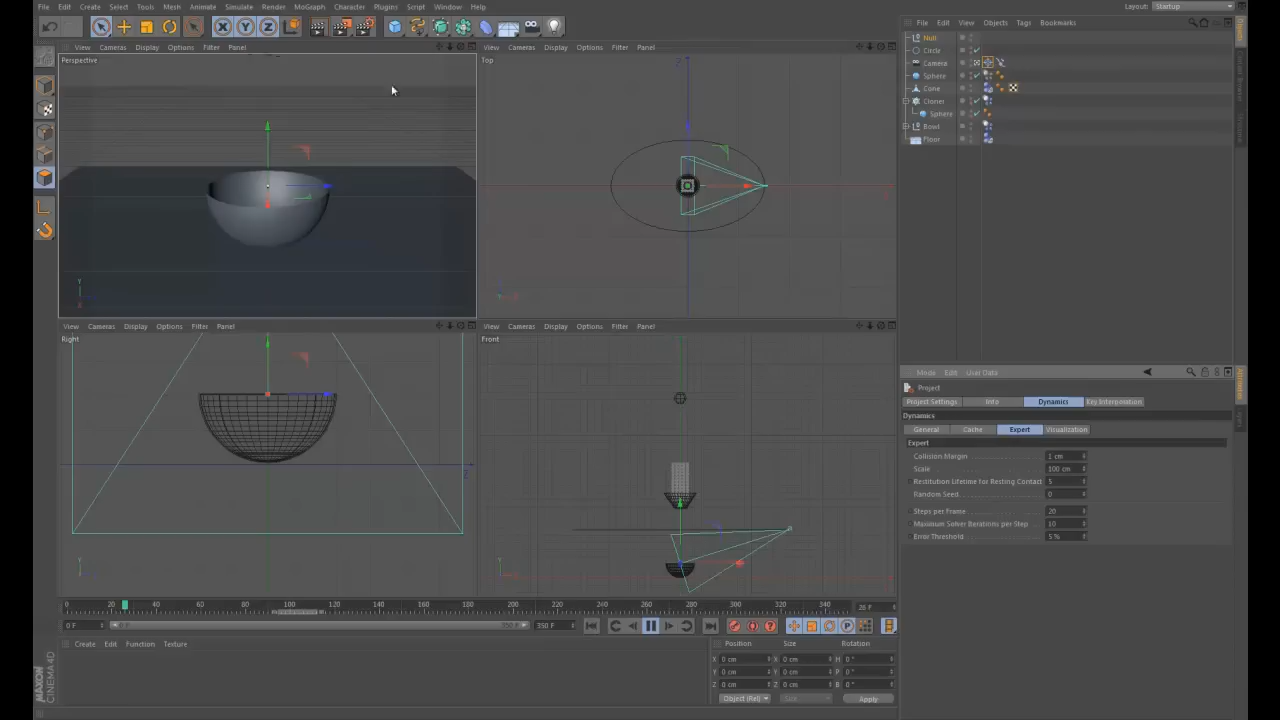 File Edit Create Select Tools Mesh Animate Simulate Render MoGraph Character Plugins Script Window Help
Layout: Startup
X Y Z
File Edit View Objects Tags Bookmarks
Null
Circle
Camera
Sphere
Cone
Cloner
Sphere
Bowl
Floor
View Cameras Display Options Filter Panel
Perspective
View Cameras Display Options Filter Panel
Top
View Cameras Display Options Filter Panel
Right
View Cameras Display Options Filter Panel
Front
Mode Edit User Data
Project
Project Settings Info Dynamics Key Interpolation
Dynamics
General Cache Expert Visualization
Expert
Collision Margin 1 cm
Scale 100 cm
Restitution Lifetime for Resting Contact 5
Random Seed 0
Steps per Frame 20
Maximum Solver Iterations per Step 10
Error Threshold 5 %
0 20 40 60 80 100 120 140 160 180 200 220 240 260 280 300 320 340
0 F 350 F 350 F
Create Edit Function Texture
Position Size Rotation
X 0 cm X 0 cm H 0 °
Y 0 cm Y 0 cm P 0 °
Z 0 cm Z 0 cm B 0 °
Object (Rel) Size Apply
MAXON
CINEMA 4D